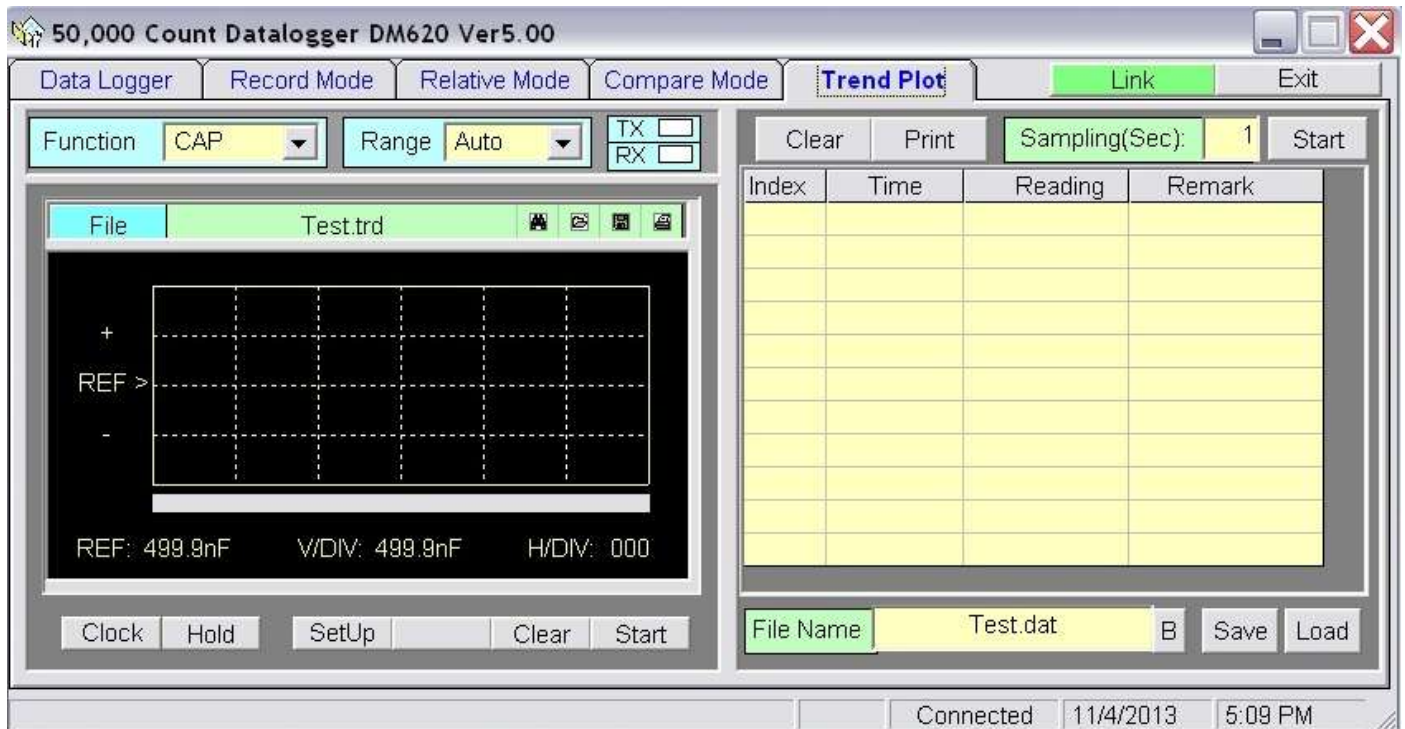 50,000 Count Datalogger DM620 Ver5.00
Data Logger Record Mode Relative Mode Compare Mode Trend Plot Link Exit
Function CAP Range Auto TX RX
Clear Print Sampling(Sec): 1 Start
Index Time Reading Remark
File Test.trd
+
REF >
-
REF: 499.9nF V/DIV: 499.9nF H/DIV: 000
Clock Hold SetUp Clear Start
File Name Test.dat B Save Load
Connected 11/4/2013 5:09 PM